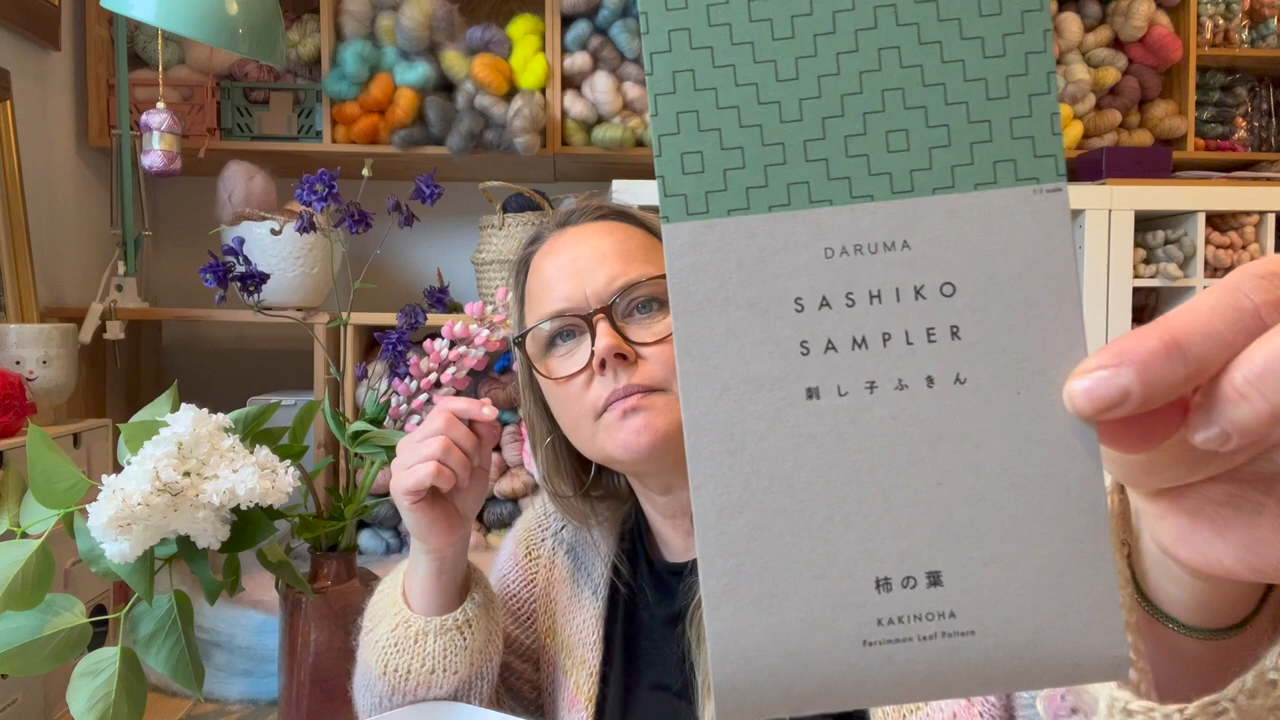 DARUMA
SASHIKO
SAMPLER
刺し子ふきん
柿の葉
KAKINOHA
Persimmon Leaf Pattern